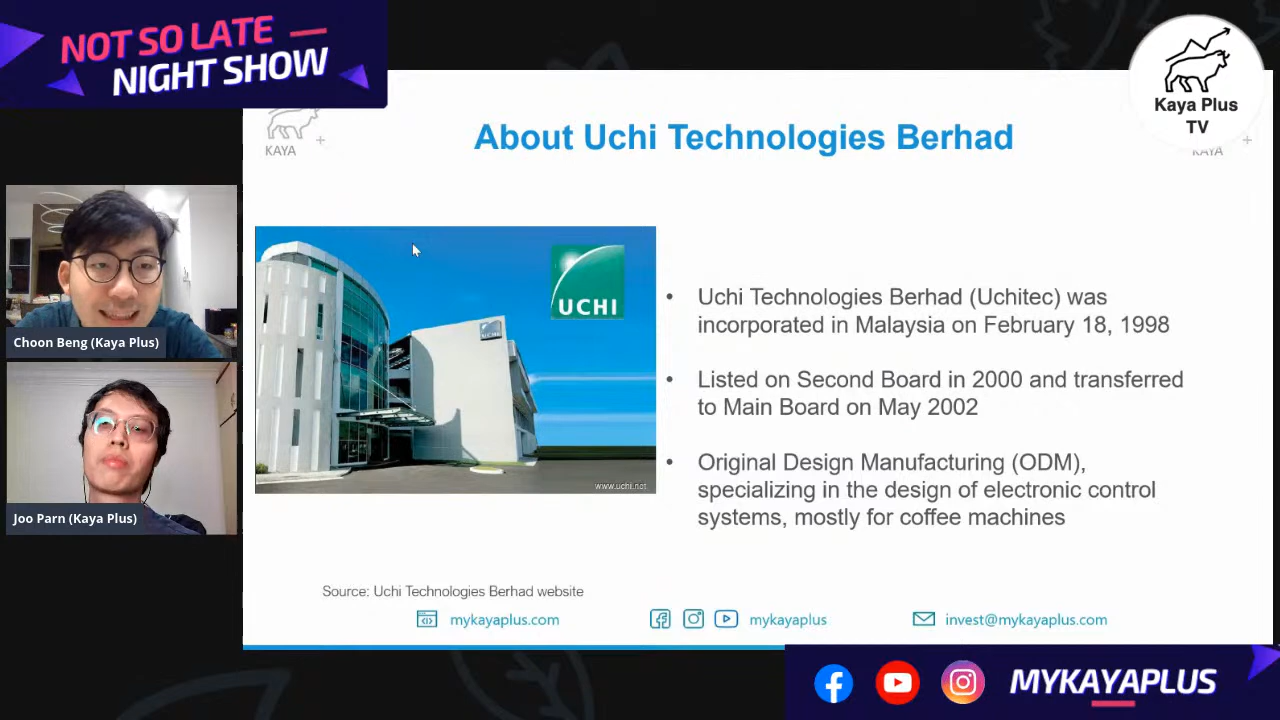 NOT SO LATE
NIGHT SHOW
Kaya Plus
TV
KAYA
KAYA
About Uchi Technologies Berhad
UCHI
UCHI
www.uchi.net
• Uchi Technologies Berhad (Uchitec) was
incorporated in Malaysia on February 18, 1998
• Listed on Second Board in 2000 and transferred
to Main Board on May 2002
• Original Design Manufacturing (ODM),
specializing in the design of electronic control
systems, mostly for coffee machines
Choon Beng (Kaya Plus)
Joo Parn (Kaya Plus)
Source: Uchi Technologies Berhad website
mykayaplus.com
mykayaplus
invest@mykayaplus.com
MYKAYAPLUS